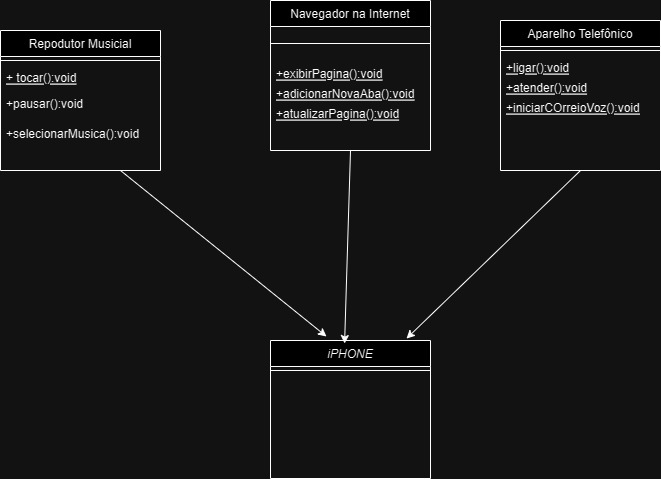 Repodutor Musicial
+ tocar():void
+pausar():void
+selecionarMusica():void
Navegador na Internet
+exibirPagina():void
+adicionarNovaAba():void
+atualizarPagina():void
Aparelho Telefônico
+ligar():void
+atender():void
+iniciarCOrreioVoz():void
iPHONE